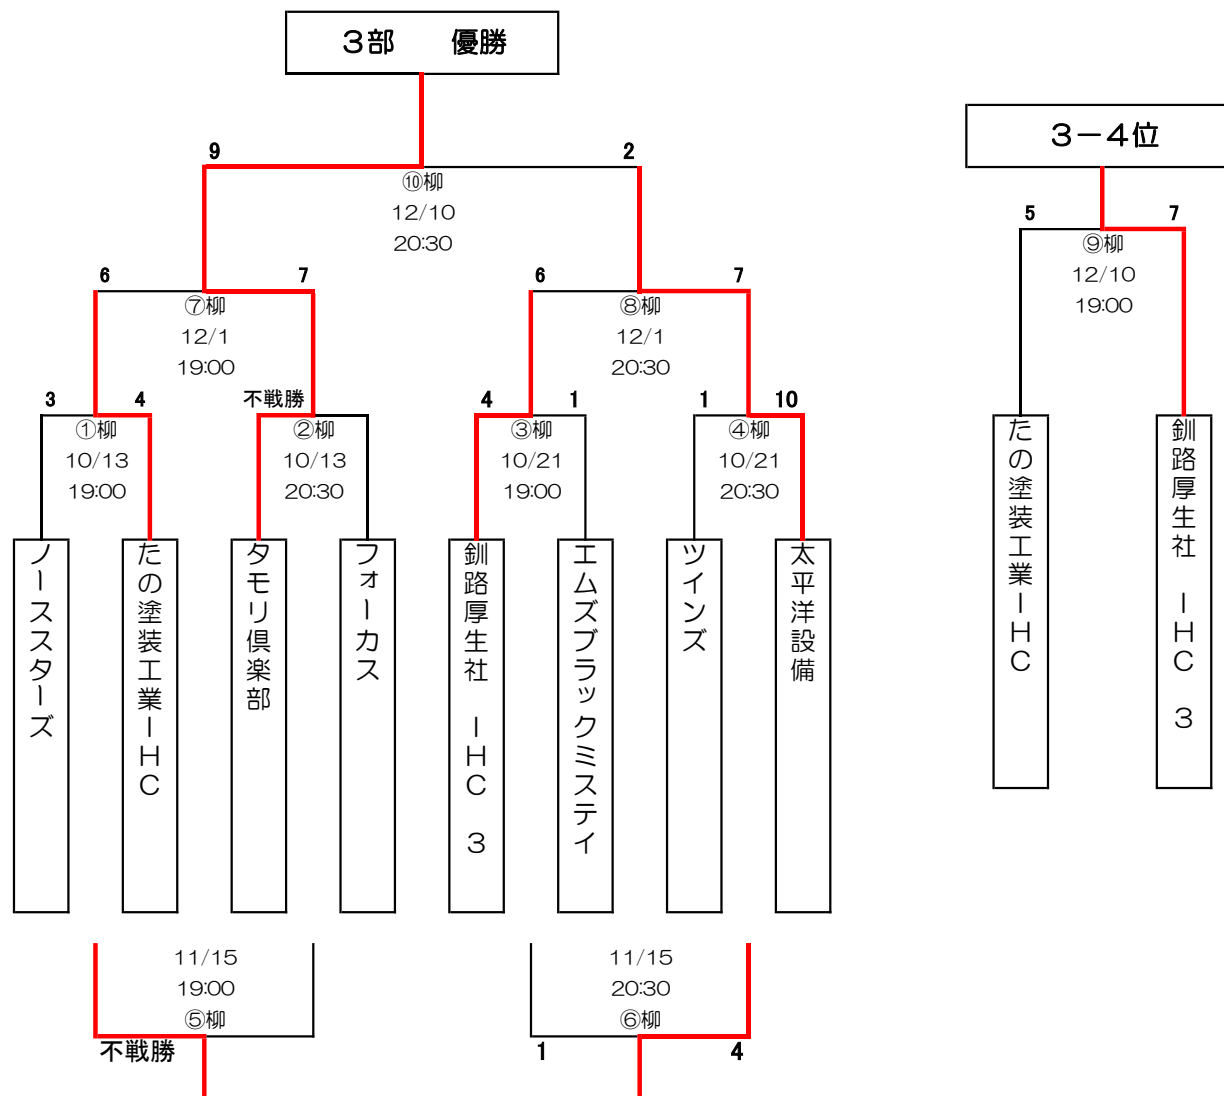 3部　優勝
3－4位
9
2
⑩柳
12/10
20:30
5
7
⑨柳
12/10
19:00
6
7
⑦柳
12/1
19:00
6
7
⑧柳
12/1
20:30
3
4
①柳
10/13
19:00
不戦勝
②柳
10/13
20:30
4
1
③柳
10/21
19:00
1
10
④柳
10/21
20:30
ノーススターズ
たの塗装工業IHC
タモリ倶楽部
フォーカス
釧路厚生社　IHC　3
エムズブラックミステイ
ツインズ
太平洋設備
たの塗装工業IHC
釧路厚生社　IHC　3
11/15
19:00
⑤柳
不戦勝
11/15
20:30
⑥柳
1
4